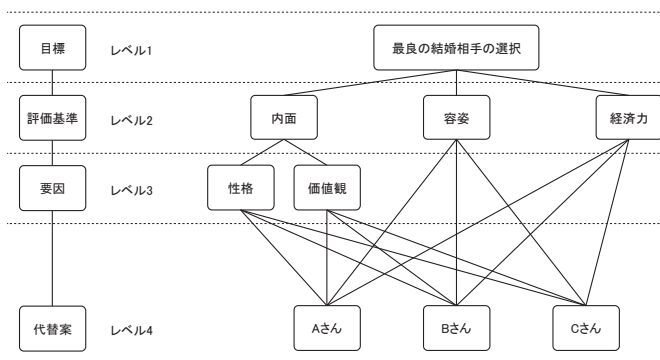 目標
レベル1
最良の結婚相手の選択
評価基準
レベル2
内面
容姿
経済力
要因
レベル3
性格
価値観
代替案
レベル4
Aさん
Bさん
Cさん